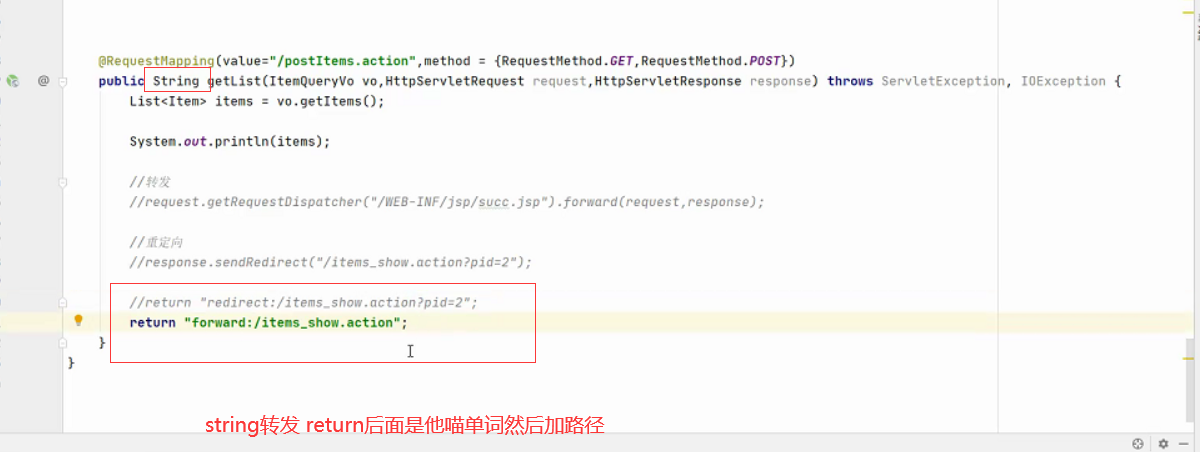 @RequestMapping(value="/postItems.action",method = {RequestMethod.GET,RequestMethod.POST})
public String getList(ItemQueryVo vo,HttpServletRequest request,HttpServletResponse response) throws ServletException, IOException {
List<Item> items = vo.getItems();
System.out.println(items);
//转发
//request.getRequestDispatcher("/WEB-INF/jsp/succ.jsp").forward(request,response);
//重定向
//response.sendRedirect("/items_show.action?pid=2");
//return "redirect:/items_show.action?pid=2";
return "forward:/items_show.action";
}
}
string转发 return后面是他喵单词然后加路径